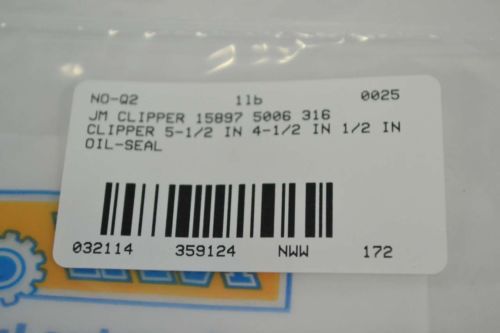 NO-Q2 1lb 0025
JM CLIPPER 15897 5006 316
CLIPPER 5-1/2 IN 4-1/2 IN 1/2 IN
OIL-SEAL
032114 359124 NWW 172